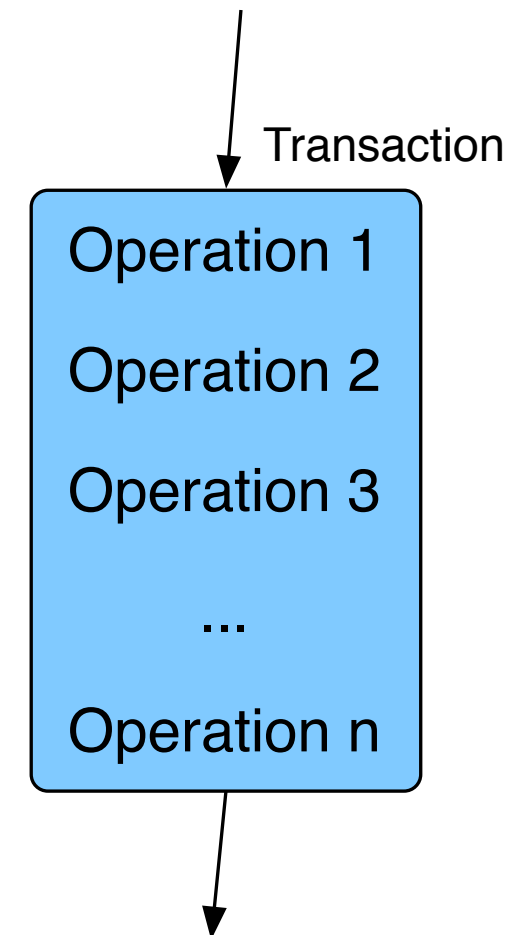 Transaction
Operation 1
Operation 2
Operation 3
...
Operation n